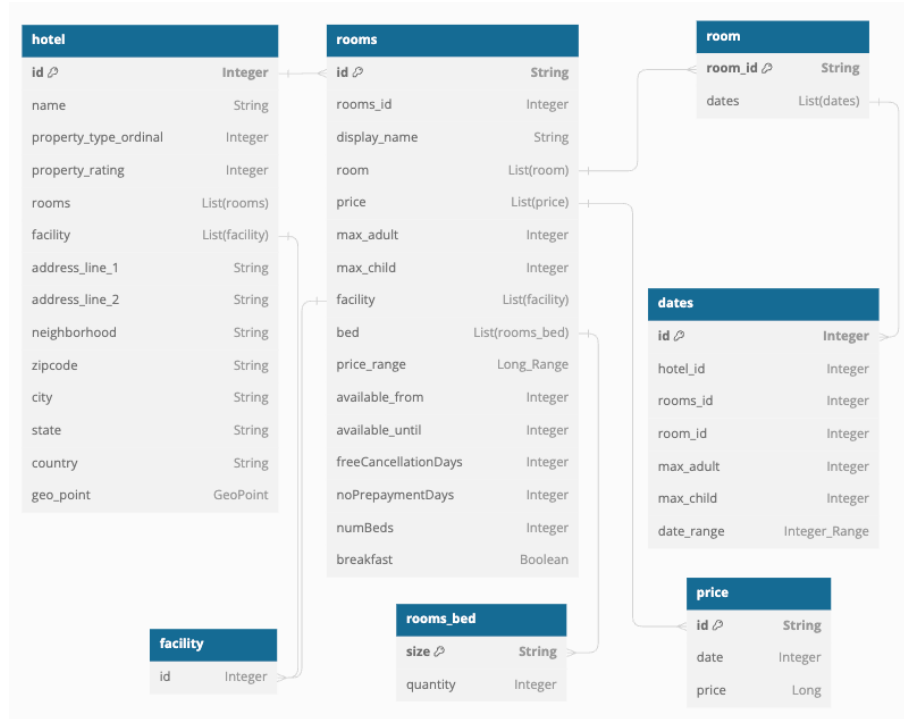 hotel
id Integer
name String
property_type_ordinal Integer
property_rating Integer
rooms List(rooms)
facility List(facility)
address_line_1 String
address_line_2 String
neighborhood String
zipcode String
city String
state String
country String
geo_point GeoPoint
rooms
id String
rooms_id Integer
display_name String
room List(room)
price List(price)
max_adult Integer
max_child Integer
facility List(facility)
bed List(rooms_bed)
price_range Long_Range
available_from Integer
available_until Integer
freeCancellationDays Integer
noPrepaymentDays Integer
numBeds Integer
breakfast Boolean
room
room_id String
dates List(dates)
dates
id Integer
hotel_id Integer
rooms_id Integer
room_id Integer
max_adult Integer
max_child Integer
date_range Integer_Range
facility
id Integer
rooms_bed
size String
quantity Integer
price
id String
date Integer
price Long